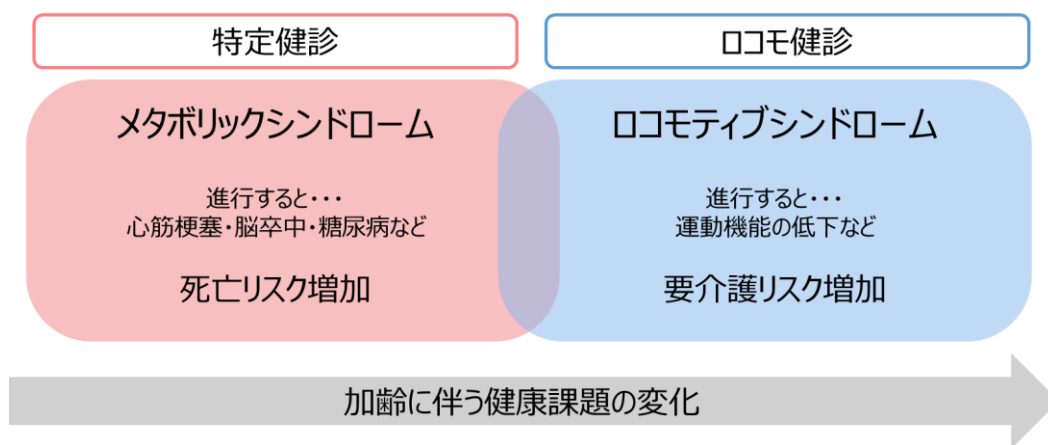 特定健診
ロコモ健診
メタボリックシンドローム
進行すると・・・
心筋梗塞・脳卒中・糖尿病など
死亡リスク増加
ロコモティブシンドローム
進行すると・・・
運動機能の低下など
要介護リスク増加
加齢に伴う健康課題の変化